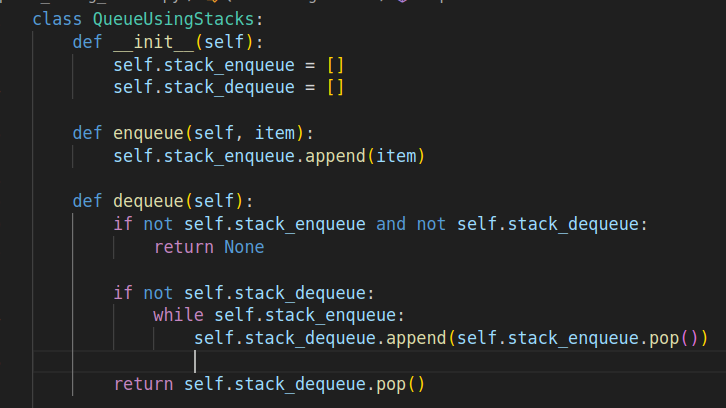 class QueueUsingStacks:
    def __init__(self):
        self.stack_enqueue = []
        self.stack_dequeue = []

    def enqueue(self, item):
        self.stack_enqueue.append(item)

    def dequeue(self):
        if not self.stack_enqueue and not self.stack_dequeue:
            return None

        if not self.stack_dequeue:
            while self.stack_enqueue:
                self.stack_dequeue.append(self.stack_enqueue.pop())

        return self.stack_dequeue.pop()